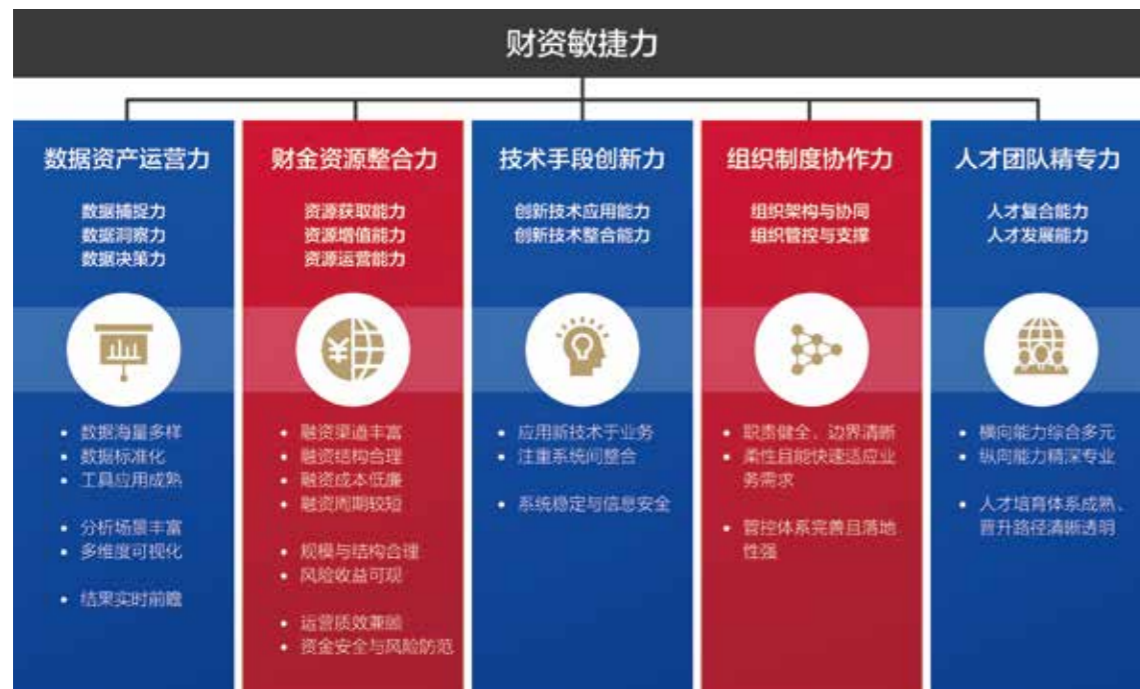 财资敏捷力
数据资产运营力
数据捕捉力
数据洞察力
数据决策力
• 数据海量多样
• 数据标准化
• 工具应用成熟
• 分析场景丰富
• 多维度可视化
• 结果实时前瞻
财金资源整合力
资源获取能力
资源增值能力
资源运营能力
¥
• 融资渠道丰富
• 融资结构合理
• 融资成本低廉
• 融资周期较短
• 规模与结构合理
• 风险收益可观
• 运营质效兼顾
• 资金安全与风险防范
技术手段创新力
创新技术应用能力
创新技术整合能力
• 应用新技术于业务
• 注重系统间整合
• 系统稳定与信息安全
组织制度协作力
组织架构与协同
组织管控与支撑
• 职责健全、边界清晰
• 柔性且能快速适应业
务需求
• 管控体系完善且落地
性强
人才团队精专力
人才复合能力
人才发展能力
• 横向能力综合多元
• 纵向能力精深专业
• 人才培育体系成熟、
晋升路径清晰透明